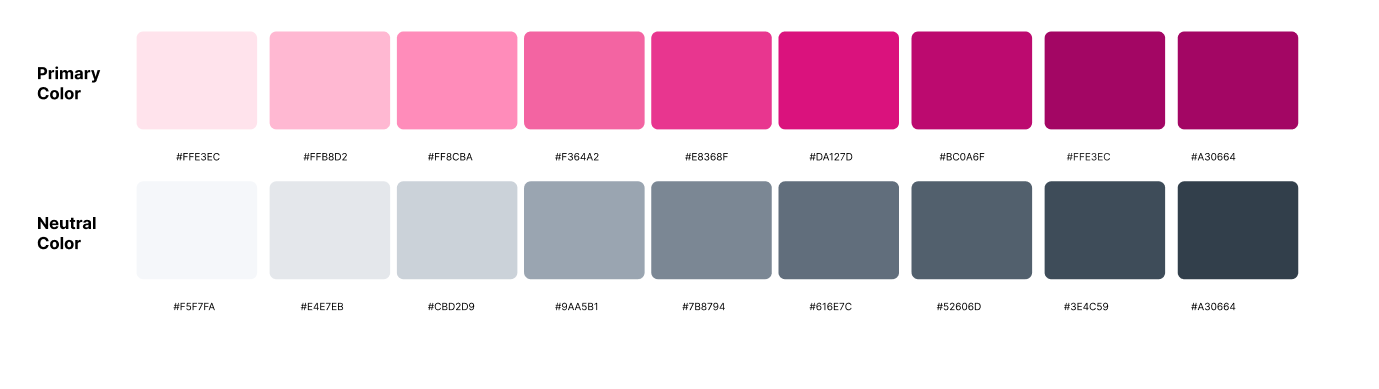 Primary
Color
#FFE3EC #FFB8D2 #FF8CBA #F364A2 #E8368F #DA127D #BC0A6F #FFE3EC #A30664
Neutral
Color
#F5F7FA #E4E7EB #CBD2D9 #9AA5B1 #7B8794 #616E7C #52606D #3E4C59 #A30664